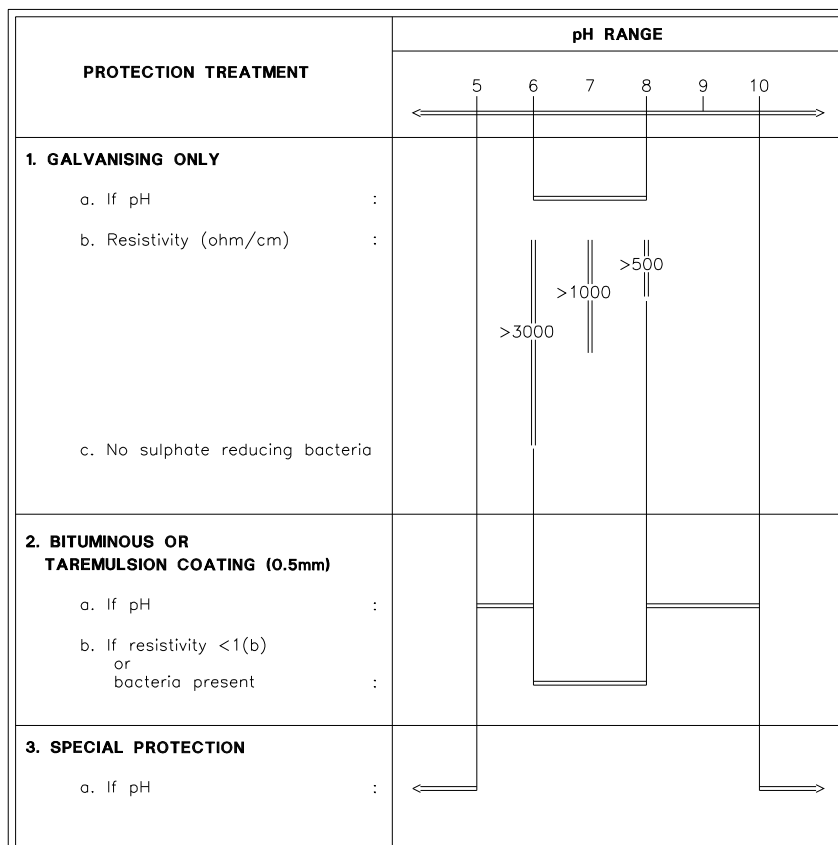 PROTECTION TREATMENT
pH RANGE
5 6 7 8 9 10
1. GALVANISING ONLY
a. If pH :
b. Resistivity (ohm/cm) :
>500
>1000
>3000
c. No sulphate reducing bacteria
2. BITUMINOUS OR
TAREMULSION COATING (0.5mm)
a. If pH :
b. If resistivity <1(b)
or
bacteria present :
3. SPECIAL PROTECTION
a. If pH :